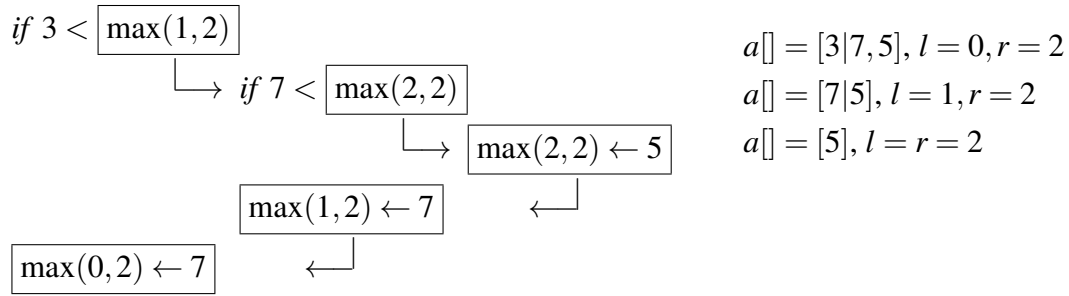 if 3 < max(1,2)
a[] = [3|7,5], l = 0, r = 2
if 7 < max(2,2)
a[] = [7|5], l = 1, r = 2
max(2,2) ← 5
a[] = [5], l = r = 2
max(1,2) ← 7
max(0,2) ← 7